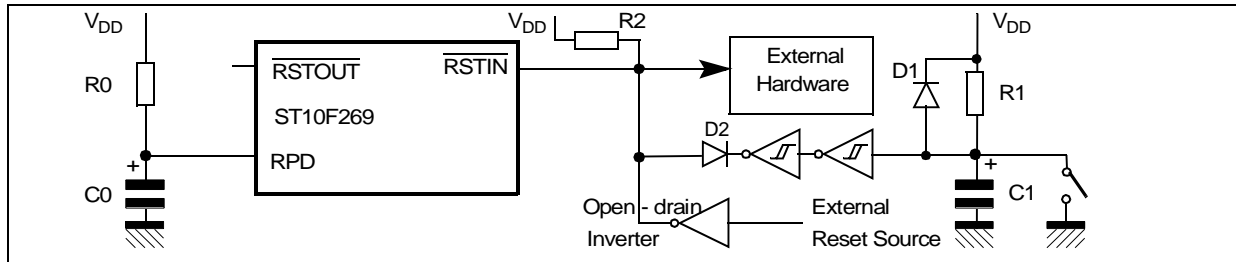 VDD
R0
+
C0
RSTOUT
RSTIN
ST10F269
RPD
VDD
R2
External
Hardware
D2
Open - drain
Inverter
External
Reset Source
VDD
D1
R1
+
C1